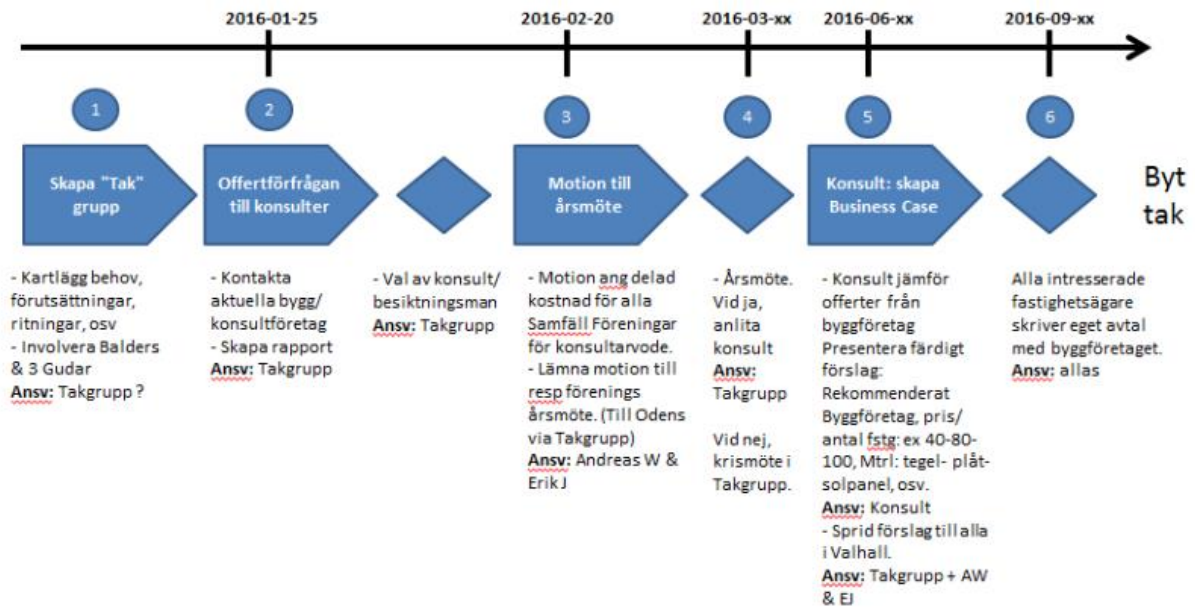 2016-01-25
2016-02-20
2016-03-xx
2016-06-xx
2016-09-xx
1
2
3
4
5
6
Skapa "Tak"
grupp
Offertförfrågan
till konsulter
Motion till
årsmöte
Konsult: skapa
Business Case
Byt
tak
- Kartlägg behov,
förutsättningar,
ritningar, osv
- Involvera Balders
& 3 Gudar
Ansv: Takgrupp ?
- Kontakta
aktuella bygg/
konsultföretag
- Skapa rapport
Ansv: Takgrupp
- Val av konsult/
besiktningsman
Ansv: Takgrupp
- Motion ang delad
kostnad för alla
Samfäll Föreningar
för konsultarvode.
- Lämna motion till
resp förenings
årsmöte. (Till Odens
via Takgrupp)
Ansv: Andreas W &
Erik J
- Årsmöte.
Vid ja,
anlita
konsult
Ansv:
Takgrupp
Vid nej,
krismöte i
Takgrupp.
- Konsult jämför
offerter från
byggföretag
Presentera färdigt
förslag:
Rekommenderat
Byggföretag, pris/
antal fstg: ex 40-80-
100, Mtrl: tegel- plåt-
solpanel, osv.
Ansv: Konsult
- Sprid förslag till alla
i Valhall.
Ansv: Takgrupp + AW
& EJ
Alla intresserade
fastighetsägare
skriver eget avtal
med byggföretaget.
Ansv: allas